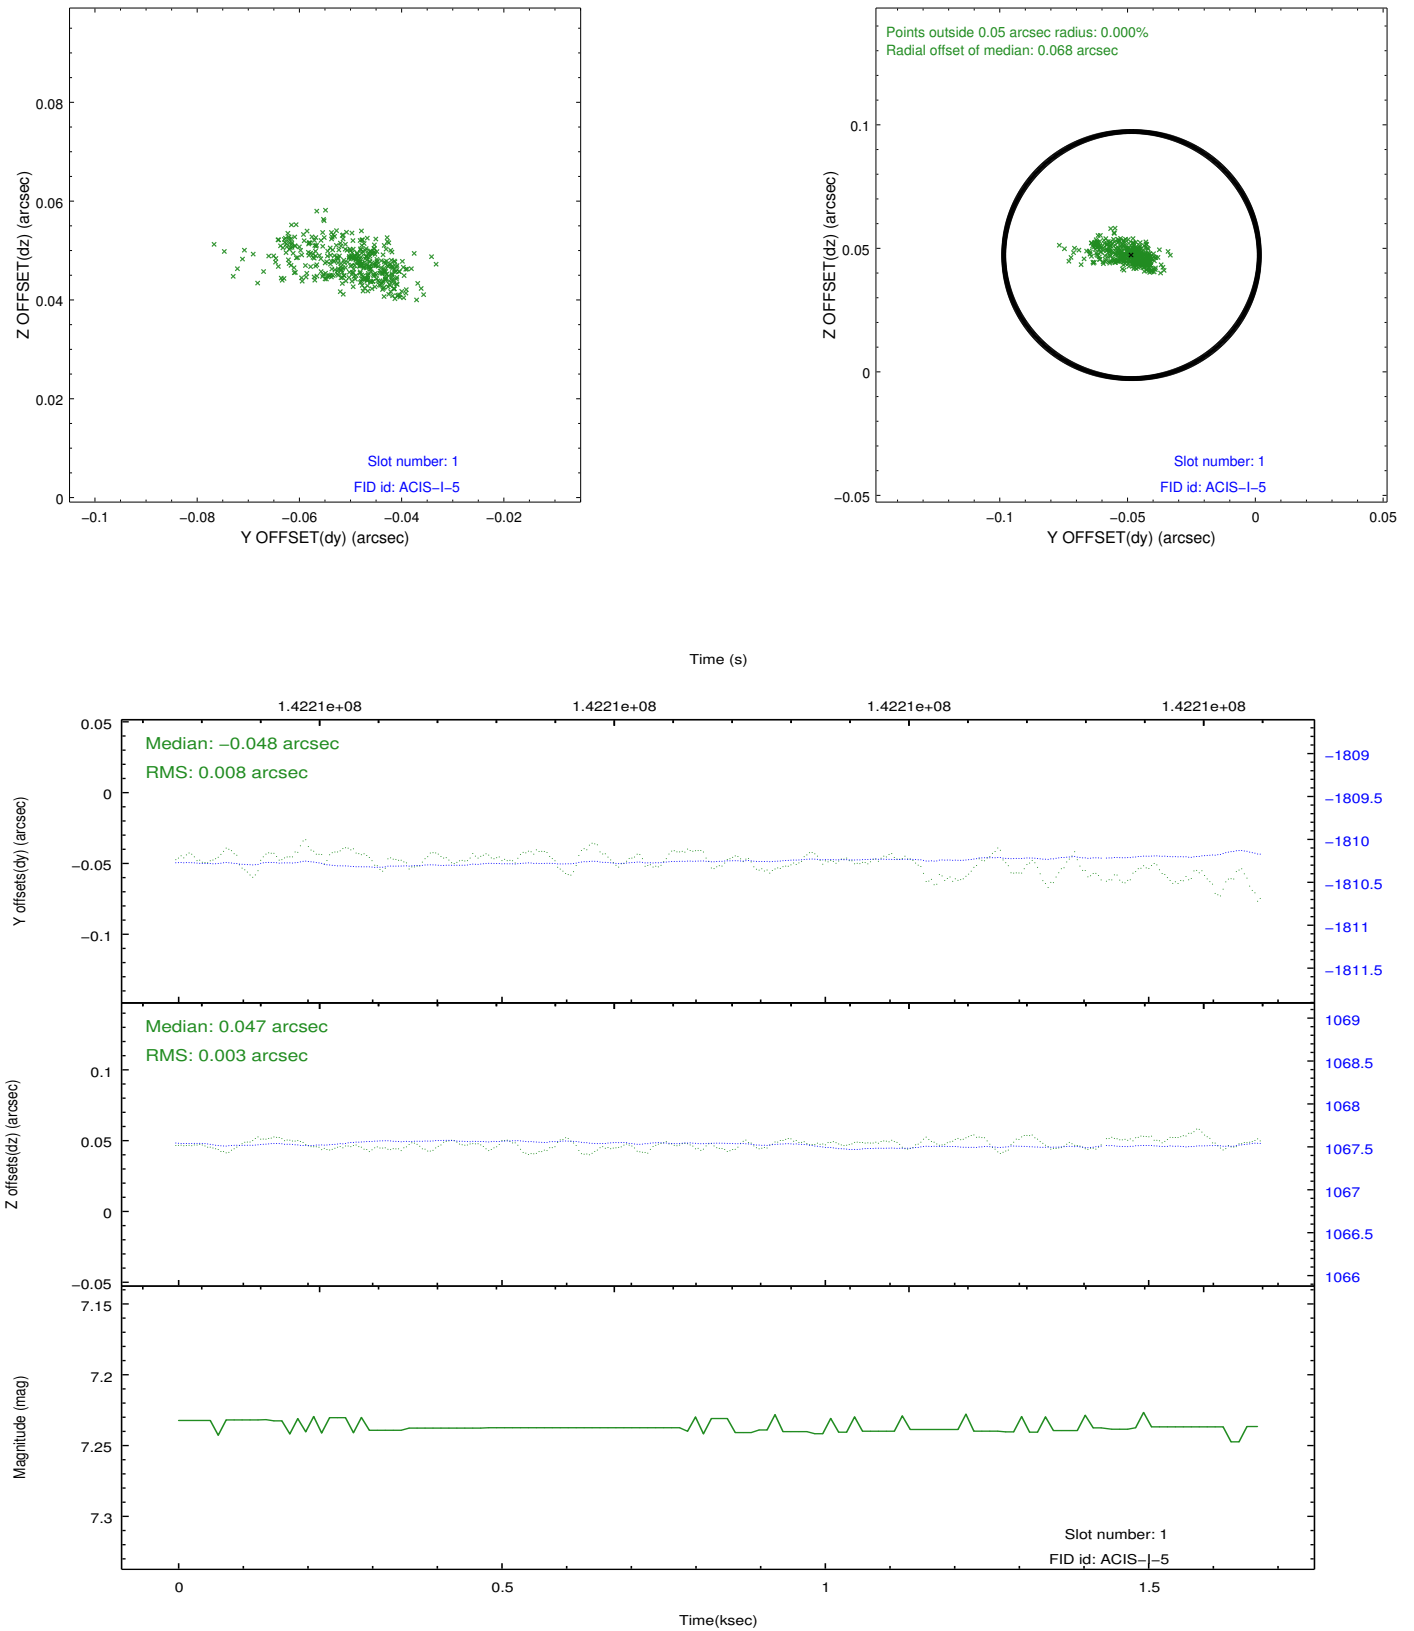 0.08
0.06
0.04
0.02
0
Z OFFSET(dz) (arcsec)
Slot number: 1
FID id: ACIS−I−5
−0.1 −0.08 −0.06 −0.04 −0.02
Y OFFSET(dy) (arcsec)
Points outside 0.05 arcsec radius: 0.000%
Radial offset of median: 0.068 arcsec
0.1
0.05
0
−0.05
Z OFFSET(dz) (arcsec)
Slot number: 1
FID id: ACIS−I−5
−0.1 −0.05 0 0.05
Y OFFSET(dy) (arcsec)
Time (s)
1.4221e+08 1.4221e+08 1.4221e+08 1.4221e+08
Median: −0.048 arcsec
RMS: 0.008 arcsec
0.05
0
−0.05
−0.1
Y offsets(dy) (arcsec)
−1809
−1809.5
−1810
−1810.5
−1811
−1811.5
Median: 0.047 arcsec
RMS: 0.003 arcsec
0.1
0.05
0
−0.05
Z offsets(dz) (arcsec)
1069
1068.5
1068
1067.5
1067
1066.5
1066
7.15
7.2
7.25
7.3
Magnitude (mag)
Slot number: 1
FID id: ACIS−I−5
0 0.5 1 1.5
Time(ksec)